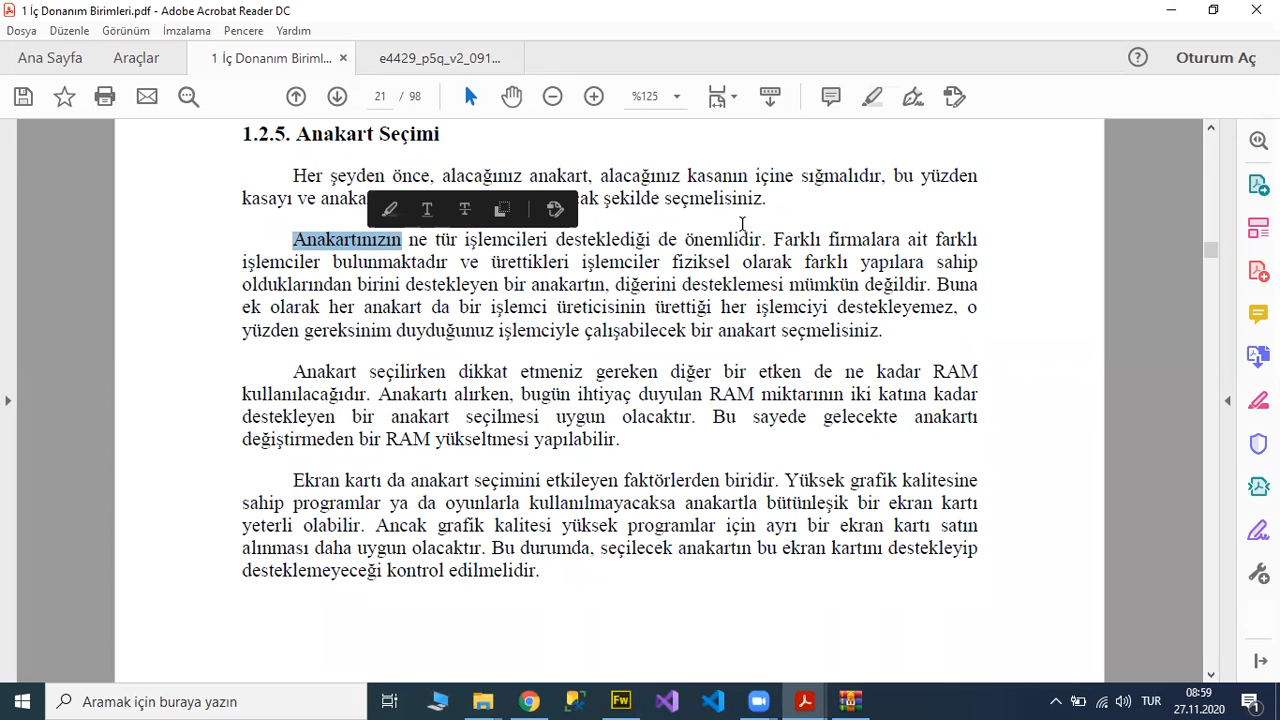 1 İç Donanım Birimleri.pdf - Adobe Acrobat Reader DC
Dosya Düzenle Görünüm İmzalama Pencere Yardım
Ana Sayfa Araçlar 1 İç Donanım Biriml... × e4429_p5q_v2_091... Oturum Aç
21 / 98 %125
1.2.5. Anakart Seçimi
Her şeyden önce, alacağınız anakart, alacağınız kasanın içine sığmalıdır, bu yüzden
kasayı ve anaka cak şekilde seçmelisiniz.
Anakartınızın ne tür işlemcileri desteklediği de önemlidir. Farklı firmalara ait farklı
işlemciler bulunmaktadır ve ürettikleri işlemciler fiziksel olarak farklı yapılara sahip
olduklarından birini destekleyen bir anakartın, diğerini desteklemesi mümkün değildir. Buna
ek olarak her anakart da bir işlemci üreticisinin ürettiği her işlemciyi destekleyemez, o
yüzden gereksinim duyduğunuz işlemciyle çalışabilecek bir anakart seçmelisiniz.
Anakart seçilirken dikkat etmeniz gereken diğer bir etken de ne kadar RAM
kullanılacağıdır. Anakartı alırken, bugün ihtiyaç duyulan RAM miktarının iki katına kadar
destekleyen bir anakart seçilmesi uygun olacaktır. Bu sayede gelecekte anakartı
değiştirmeden bir RAM yükseltmesi yapılabilir.
Ekran kartı da anakart seçimini etkileyen faktörlerden biridir. Yüksek grafik kalitesine
sahip programlar ya da oyunlarla kullanılmayacaksa anakartla bütünleşik bir ekran kartı
yeterli olabilir. Ancak grafik kalitesi yüksek programlar için ayrı bir ekran kartı satın
alınması daha uygun olacaktır. Bu durumda, seçilecek anakartın bu ekran kartını destekleyip
desteklemeyeceği kontrol edilmelidir.
Aramak için buraya yazın
Fw
TUR
08:59
27.11.2020
1